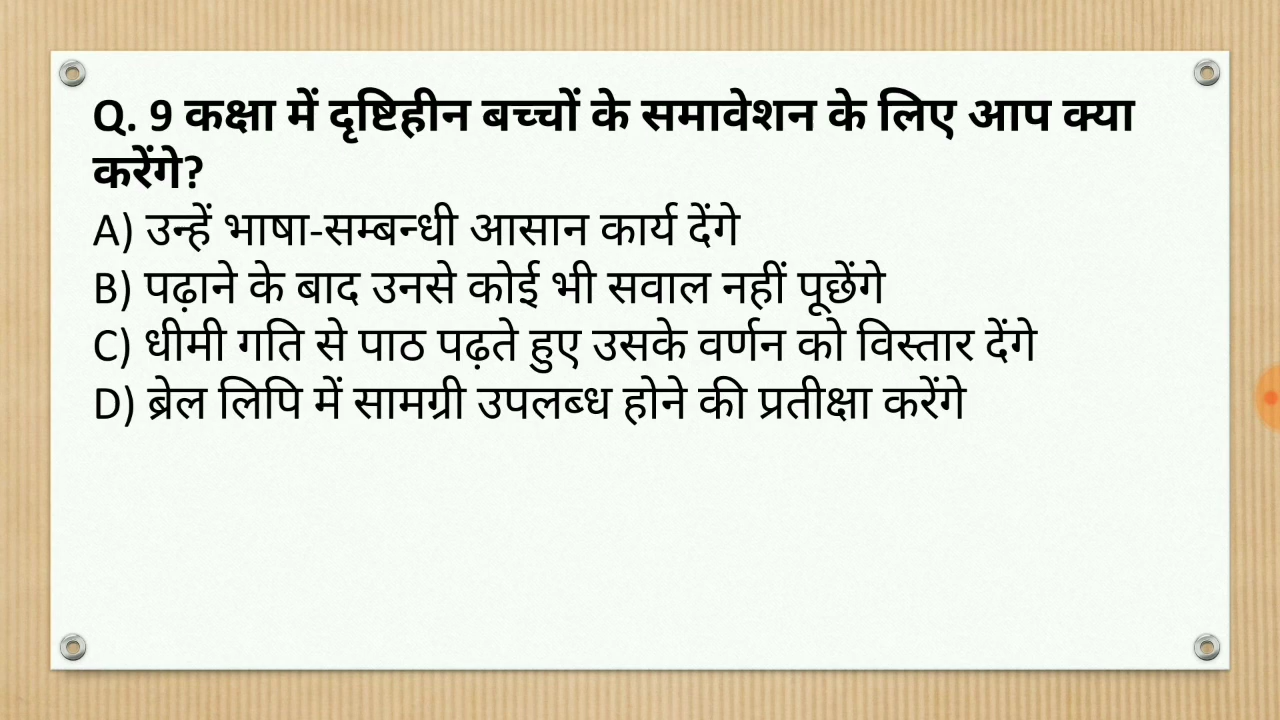 Q. 9 कक्षा में दृष्टिहीन बच्चों के समावेशन के लिए आप क्या
करेंगे?
A) उन्हें भाषा-सम्बन्धी आसान कार्य देंगे
B) पढ़ाने के बाद उनसे कोई भी सवाल नहीं पूछेंगे
C) धीमी गति से पाठ पढ़ते हुए उसके वर्णन को विस्तार देंगे
D) ब्रेल लिपि में सामग्री उपलब्ध होने की प्रतीक्षा करेंगे